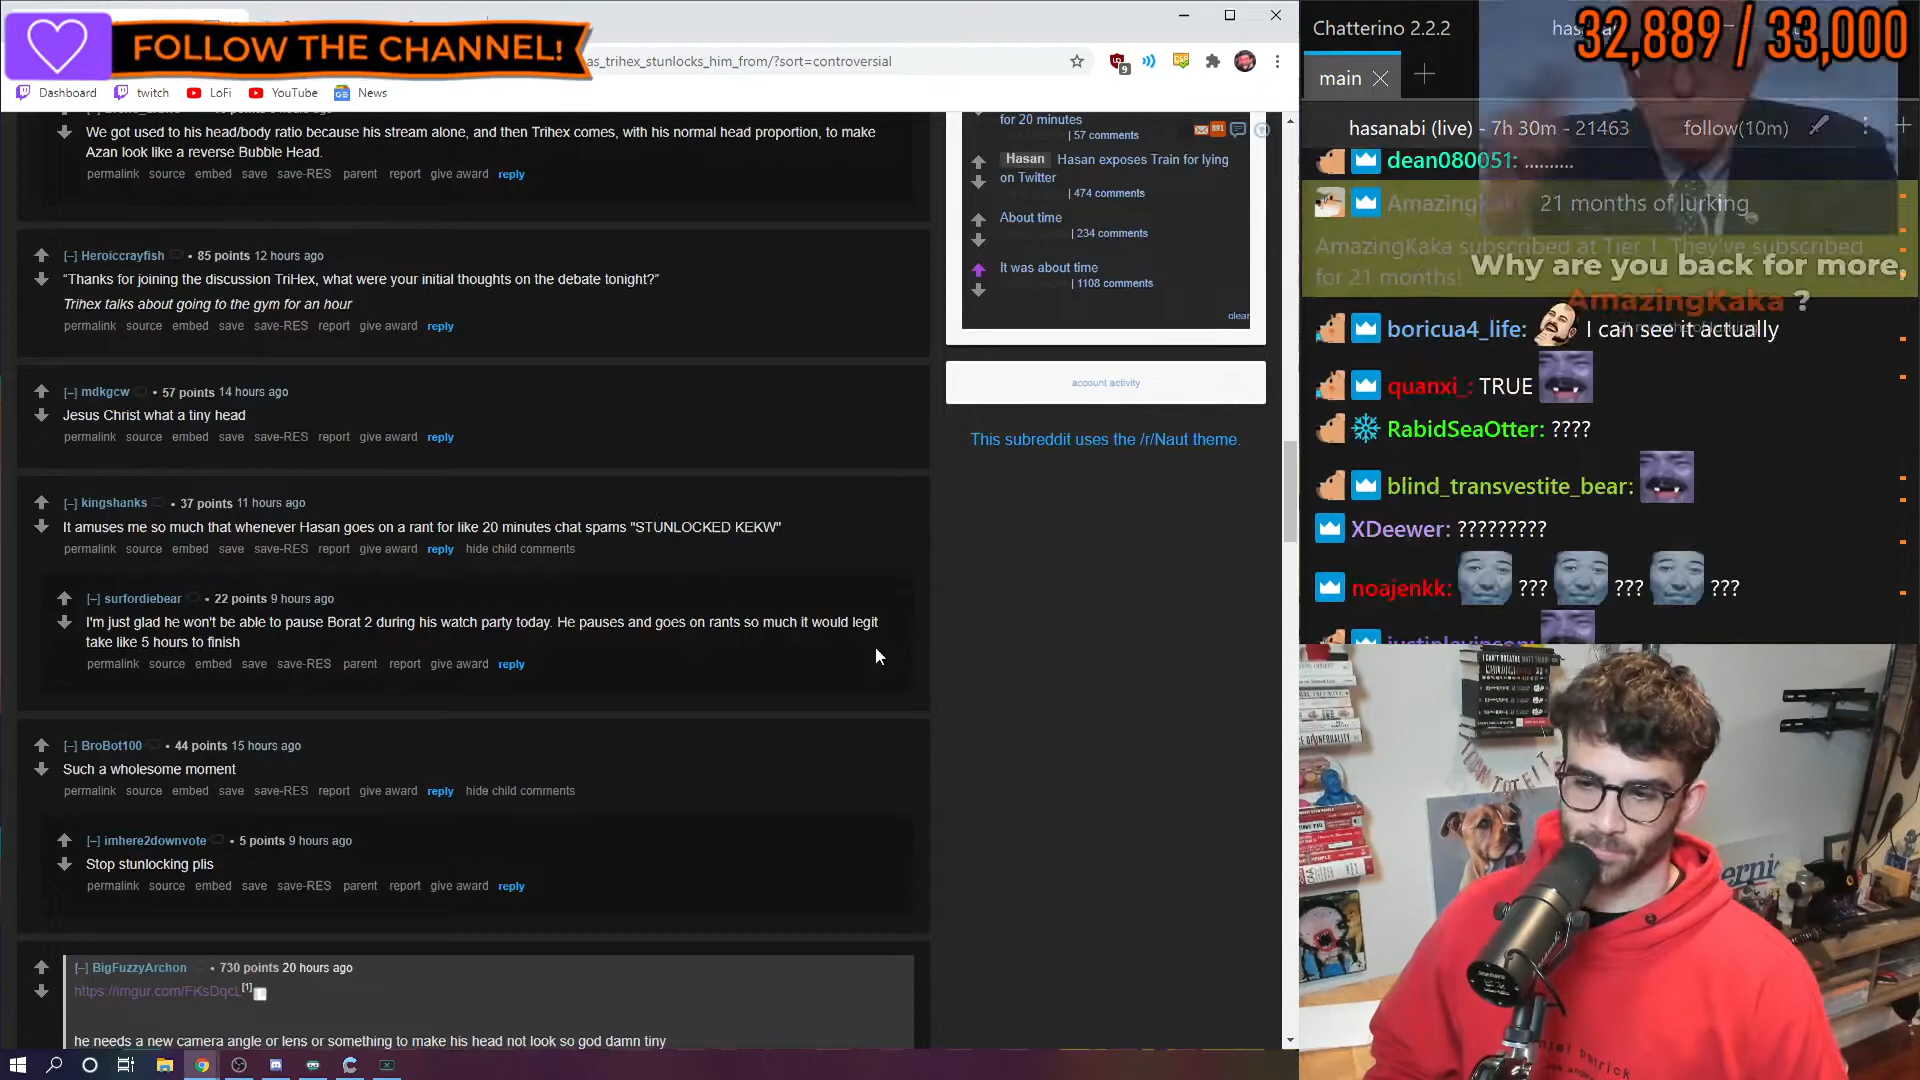 FOLLOW THE CHANNEL!
as_trihex_stunlocks_him_from/?sort=controversial
9
Dashboard
twitch
LoFi
YouTube
News
We got used to his head/body ratio because his stream alone, and then Trihex comes, with his normal head proportion, to make
Azan look like a reverse Bubble Head.
permalink source embed save save-RES parent report give award reply
[–] Heroiccrayfish • 85 points 12 hours ago
“Thanks for joining the discussion TriHex, what were your initial thoughts on the debate tonight?”
Trihex talks about going to the gym for an hour
permalink source embed save save-RES report give award reply
[–] mdkgcw • 57 points 14 hours ago
Jesus Christ what a tiny head
permalink source embed save save-RES report give award reply
[–] kingshanks • 37 points 11 hours ago
It amuses me so much that whenever Hasan goes on a rant for like 20 minutes chat spams "STUNLOCKED KEKW"
permalink source embed save save-RES report give award reply hide child comments
[–] surfordiebear • 22 points 9 hours ago
I'm just glad he won't be able to pause Borat 2 during his watch party today. He pauses and goes on rants so much it would legit
take like 5 hours to finish
permalink source embed save save-RES parent report give award reply
[–] BroBot100 • 44 points 15 hours ago
Such a wholesome moment
permalink source embed save save-RES report give award reply hide child comments
[–] imhere2downvote • 5 points 9 hours ago
Stop stunlocking plis
permalink source embed save save-RES parent report give award reply
[–] BigFuzzyArchon • 730 points 20 hours ago
https://imgur.com/FKsDqcL[1]
he needs a new camera angle or lens or something to make his head not look so god damn tiny
for 20 minutes
| 57 comments
891
Hasan Hasan exposes Train for lying
on Twitter
| 474 comments
About time
| 234 comments
It was about time
| 1108 comments
clear
account activity
This subreddit uses the /r/Naut theme.
Chatterino 2.2.2
32,889 / 33,000
main
hasanabi (live) - 7h 30m - 21463
follow(10m)
dean080051: .........
21 months of lurking
AmazingKaka subscribed at Tier 1. They've subscribed
for 21 months!
Why are you back for more,
AmazingKaka ?
boricua4_life: I can see it actually
quanxi_: TRUE
RabidSeaOtter: ????
blind_transvestite_bear:
XDeewer: ?????????
noajenkk: ??? ??? ???